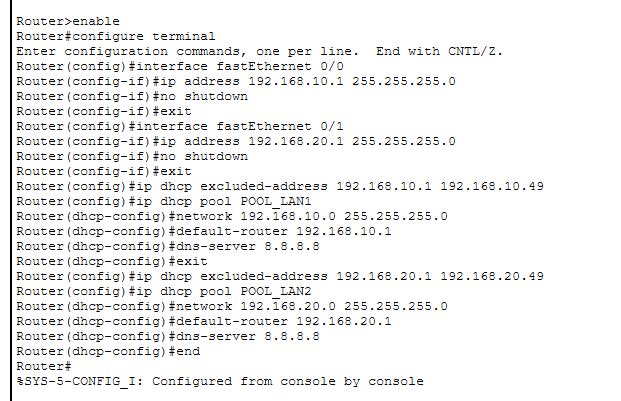 Router>enable
Router#configure terminal
Enter configuration commands, one per line.  End with CNTL/Z.
Router(config)#interface fastEthernet 0/0
Router(config-if)#ip address 192.168.10.1 255.255.255.0
Router(config-if)#no shutdown
Router(config-if)#exit
Router(config)#interface fastEthernet 0/1
Router(config-if)#ip address 192.168.20.1 255.255.255.0
Router(config-if)#no shutdown
Router(config-if)#exit
Router(config)#ip dhcp excluded-address 192.168.10.1 192.168.10.49
Router(config)#ip dhcp pool POOL_LAN1
Router(dhcp-config)#network 192.168.10.0 255.255.255.0
Router(dhcp-config)#default-router 192.168.10.1
Router(dhcp-config)#dns-server 8.8.8.8
Router(dhcp-config)#exit
Router(config)#ip dhcp excluded-address 192.168.20.1 192.168.20.49
Router(config)#ip dhcp pool POOL_LAN2
Router(dhcp-config)#network 192.168.20.0 255.255.255.0
Router(dhcp-config)#default-router 192.168.20.1
Router(dhcp-config)#dns-server 8.8.8.8
Router(dhcp-config)#end
Router#
%SYS-5-CONFIG_I: Configured from console by console